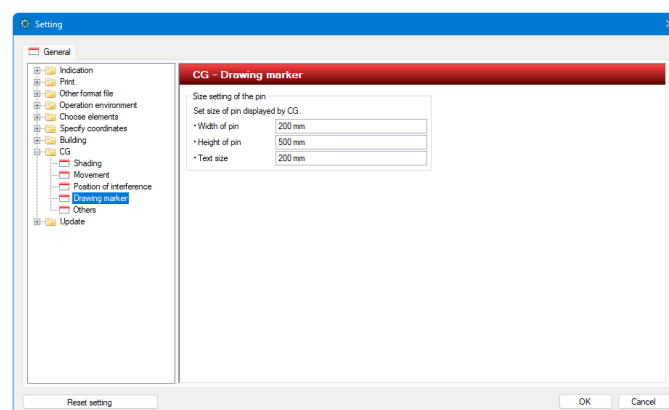 Setting
General
Indication
Print
Other format file
Operation environment
Choose elements
Specify coordinates
Building
CG
Shading
Movement
Position of interference
Drawing marker
Others
Update
CG - Drawing marker
Size setting of the pin
Set size of pin displayed by CG.
・Width of pin 200 mm
・Height of pin 500 mm
・Text size 200 mm
Reset setting
OK Cancel